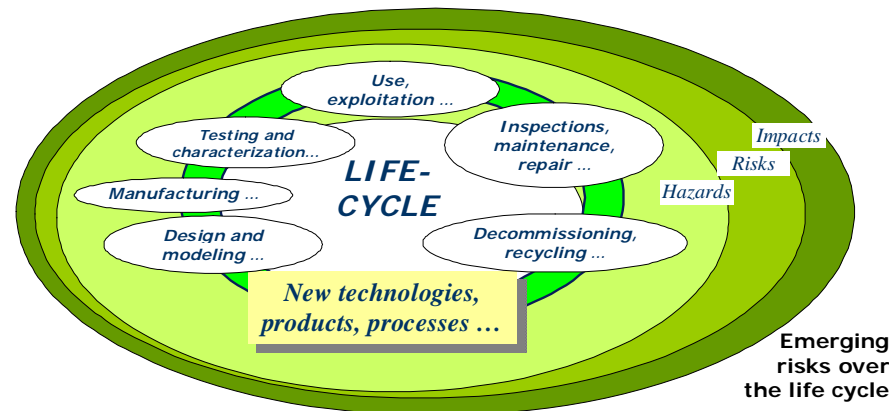 Use,
exploitation ...
Testing and
characterization...
Inspections,
maintenance,
repair ...
Impacts
Risks
Hazards
LIFE-
CYCLE
Manufacturing ...
Design and
modeling ...
Decommissioning,
recycling ...
New technologies,
products, processes ...
Emerging
risks over
the life cycle